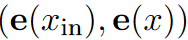 (e(x_in), e(x))